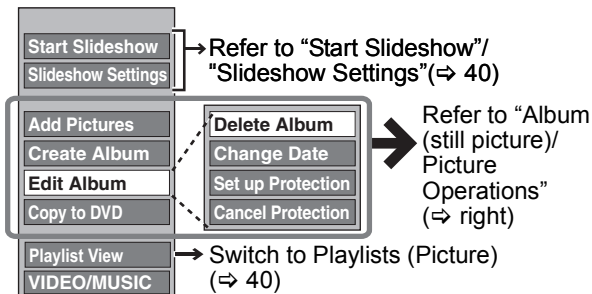 Start Slideshow
Slideshow Settings
Refer to “Start Slideshow”/
"Slideshow Settings"(⇨ 40)
Add Pictures
Create Album
Edit Album
Copy to DVD
Delete Album
Change Date
Set up Protection
Cancel Protection
Refer to “Album
(still picture)/
Picture
Operations”
(⇨ right)
Playlist View
VIDEO/MUSIC
Switch to Playlists (Picture)
(⇨ 40)